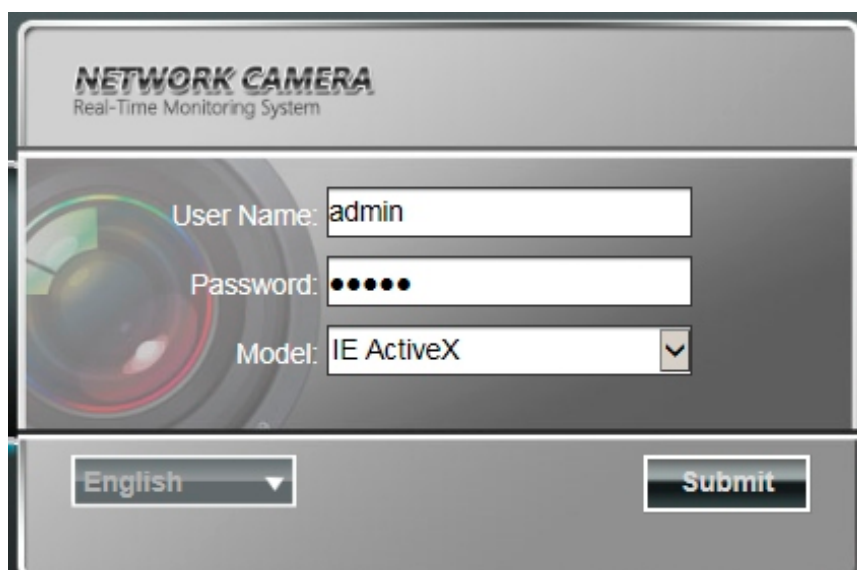 NETWORK CAMERA
Real-Time Monitoring System
User Name: admin
Password: •••••
Model: IE ActiveX
English
Submit